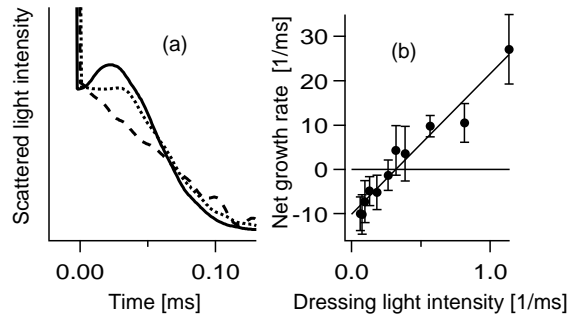 Scattered light intensity
(a)
0.00
0.10
Time [ms]
Net growth rate [1/ms]
(b)
30
20
10
0
-10
0.0
1.0
Dressing light intensity [1/ms]